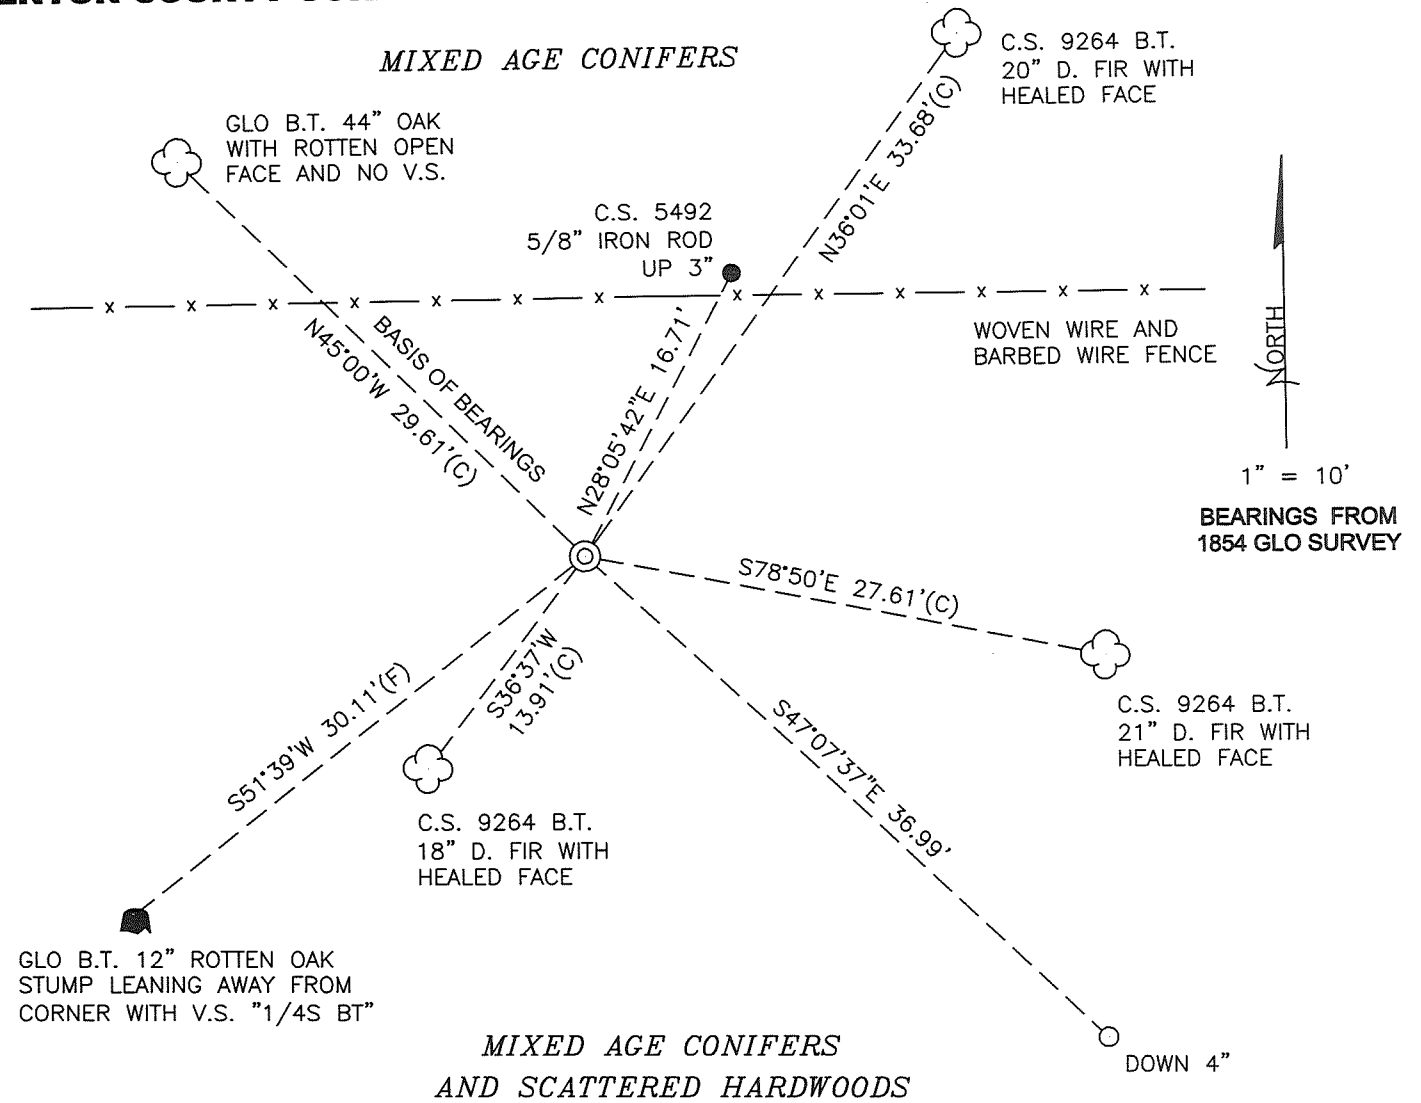 MIXED AGE CONIFERS
C.S. 9264 B.T.
20" D. FIR WITH
HEALED FACE
GLO B.T. 44" OAK
WITH ROTTEN OPEN
FACE AND NO V.S.
N36°01'E 33.68'(C)
C.S. 5492
5/8" IRON ROD
UP 3"
x x x x x x x x x x x x x x
WOVEN WIRE AND
BARBED WIRE FENCE
NORTH
BASIS OF BEARINGS
N45°00'W 29.61'(C)
N28°05'42"E 16.71'
1" = 10'
BEARINGS FROM
1854 GLO SURVEY
S78°50'E 27.61'(C)
S36°37'W
13.91'(C)
S51°39'W 30.11'(F)
S47°07'37"E 36.99'
C.S. 9264 B.T.
21" D. FIR WITH
HEALED FACE
C.S. 9264 B.T.
18" D. FIR WITH
HEALED FACE
GLO B.T. 12" ROTTEN OAK
STUMP LEANING AWAY FROM
CORNER WITH V.S. "1/4S BT"
MIXED AGE CONIFERS
AND SCATTERED HARDWOODS
DOWN 4"